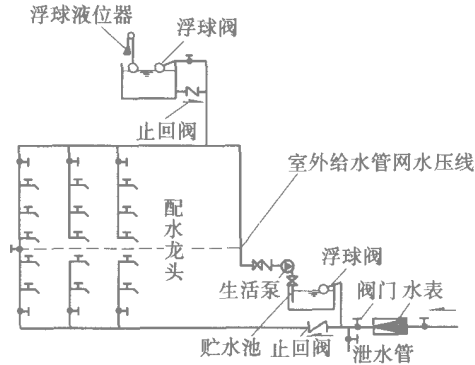 浮球液位器
浮球阀
止回阀
室外给水管网水压线
配水龙头
浮球阀
生活泵
阀门
水表
贮水池
止回阀
泄水管